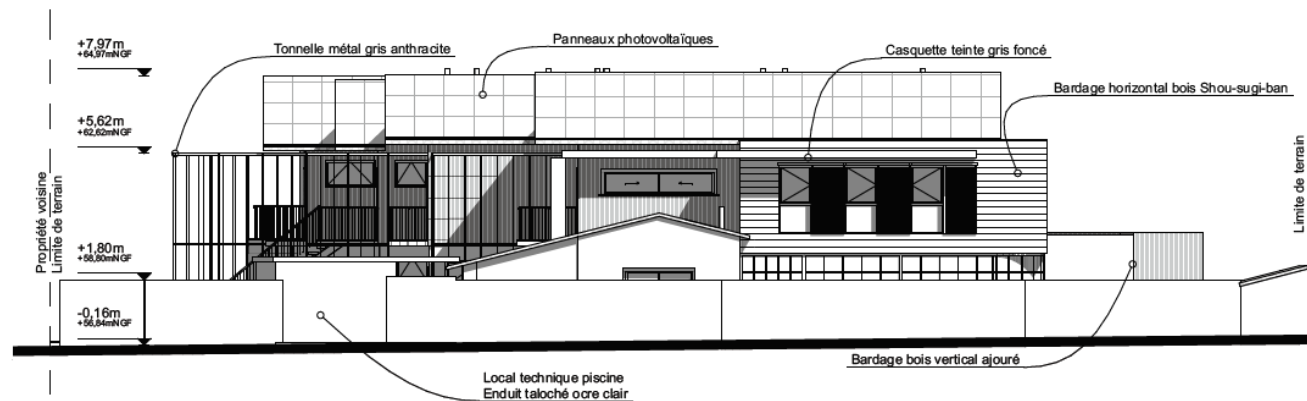 +7,97m
+64,97mNGF
Tonnelle métal gris anthracite
Panneaux photovoltaïques
Casquette teinte gris foncé
Bardage horizontal bois Shou-sugi-ban
+5,62m
+62,62mNGF
Propriété voisine
Limite de terrain
Limite de terrain
+1,80m
+58,80mNGF
-0,16m
+56,84mNGF
Bardage bois vertical ajouré
Local technique piscine
Enduit taloché ocre clair